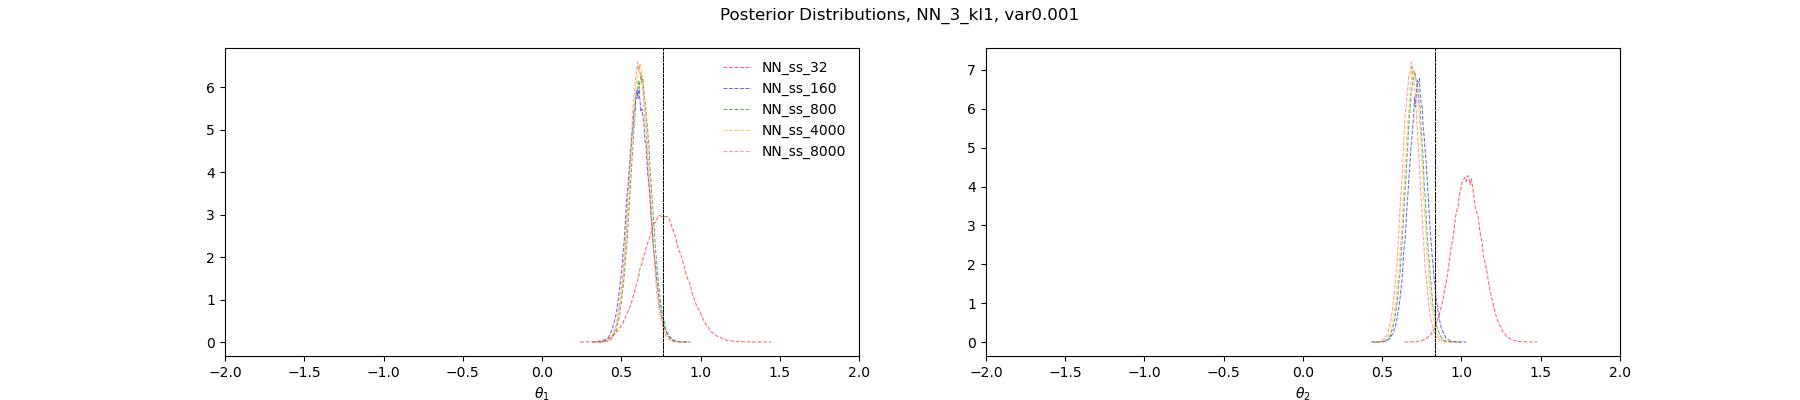 Posterior Distributions, NN_3_kl1, var0.001
NN_ss_32
NN_ss_160
NN_ss_800
NN_ss_4000
NN_ss_8000
6
5
4
3
2
1
0
−2.0 −1.5 −1.0 −0.5 0.0 0.5 1.0 1.5 2.0
θ1
7
6
5
4
3
2
1
0
−2.0 −1.5 −1.0 −0.5 0.0 0.5 1.0 1.5 2.0
θ2